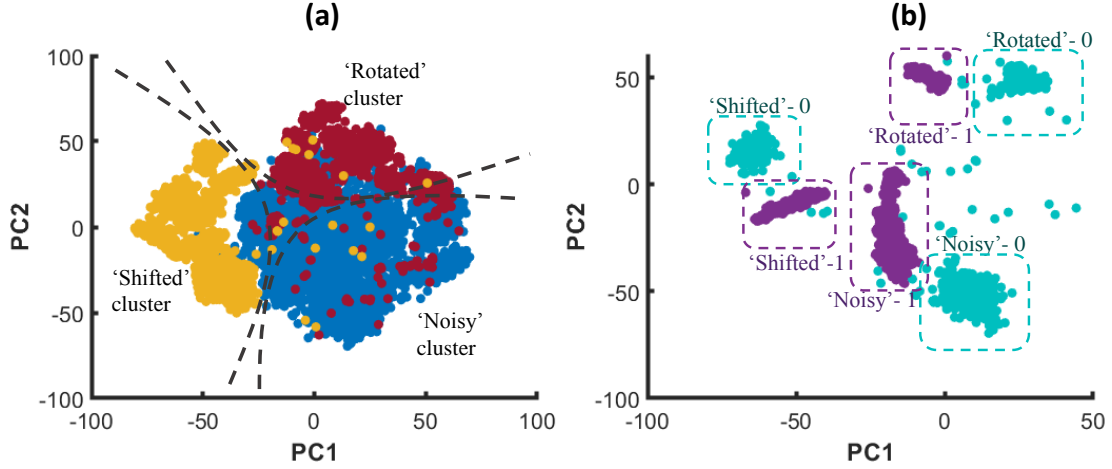 (a)
100
50
0
-50
-100
-100
-50
0
50
100
PC2
PC1
‘Rotated’
cluster
‘Shifted’
cluster
‘Noisy’
cluster
(b)
50
0
-50
-100
-100
-50
0
50
PC2
PC1
‘Rotated’- 0
‘Shifted’- 0
‘Rotated’- 1
‘Shifted’-1
‘Noisy’- 0
‘Noisy’- 1